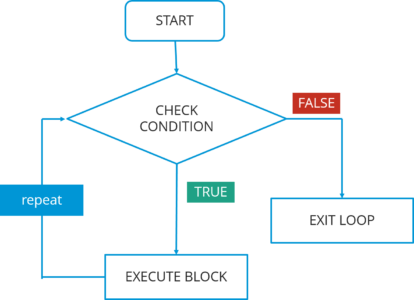 START
CHECK
CONDITION
FALSE
TRUE
repeat
EXIT LOOP
EXECUTE BLOCK